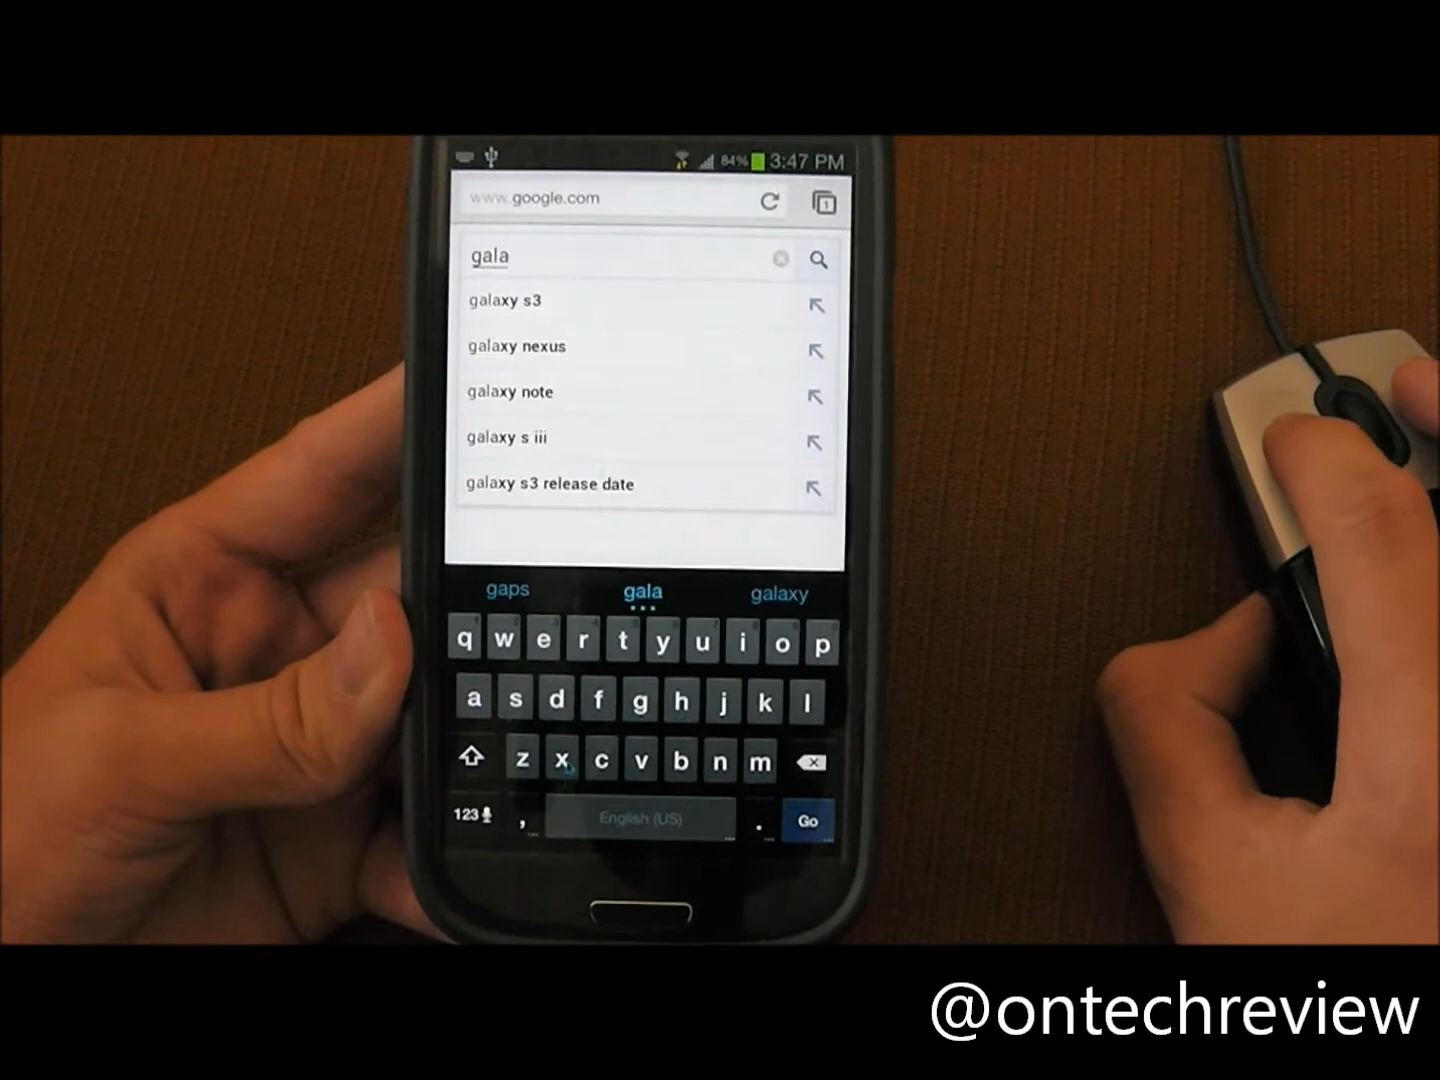 84% 3:47 PM
www.google.com
1
gala
galaxy s3
galaxy nexus
galaxy note
galaxy s iii
galaxy s3 release date
gaps gala galaxy
q w e r t y u i o p
a s d f g h j k l
z x c v b n m
123 , English (US) . Go
@ontechreview